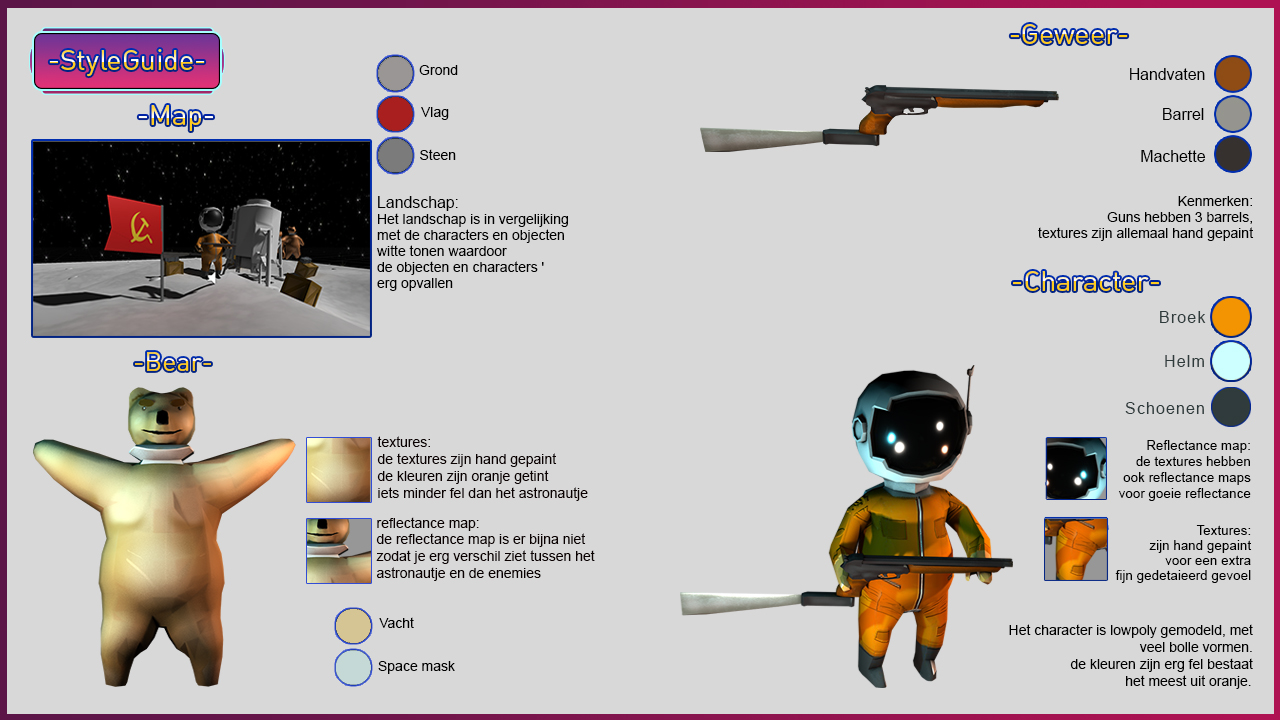 -StyleGuide-
-Map-
Grond
Vlag
Steen
Landschap:
Het landschap is in vergelijking
met de characters en objecten
witte tonen waardoor
de objecten en characters '
erg opvallen
-Bear-
textures:
de textures zijn hand gepaint
de kleuren zijn oranje getint
iets minder fel dan het astronautje
reflectance map:
de reflectance map is er bijna niet
zodat je erg verschil ziet tussen het
astronautje en de enemies
Vacht
Space mask
-Geweer-
Handvaten
Barrel
Machette
Kenmerken:
Guns hebben 3 barrels,
textures zijn allemaal hand gepaint
-Character-
Broek
Helm
Schoenen
Reflectance map:
de textures hebben
ook reflectance maps
voor goeie reflectance
Textures:
zijn hand gepaint
voor een extra
fijn gedetaieerd gevoel
Het character is lowpoly gemodeld, met
veel bolle vormen.
de kleuren zijn erg fel bestaat
het meest uit oranje.